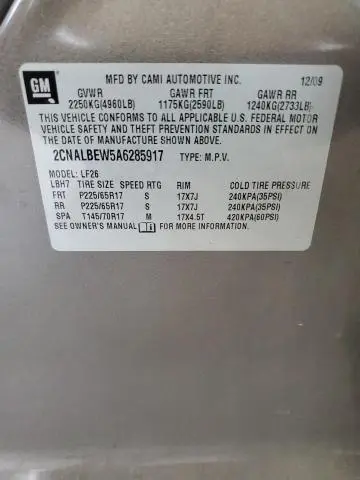 GM
MFD BY CAMI AUTOMOTIVE INC. 12/09
GVWR GAWR FRT GAWR RR
2250KG(4960LB) 1175KG(2590LB) 1240KG(2733LB)
THIS VEHICLE CONFORMS TO ALL APPLICABLE U.S. FEDERAL MOTOR
VEHICLE SAFETY AND THEFT PREVENTION STANDARDS IN EFFECT ON
THE DATE OF MANUFACTURE SHOWN ABOVE.
2CNALBEW5A6285917 TYPE: M.P.V.
MODEL: LF26
LBH7 TIRE SIZE SPEED RTG RIM COLD TIRE PRESSURE
FRT P225/65R17 S 17X7J 240KPA(35PSI)
RR P225/65R17 S 17X7J 240KPA(35PSI)
SPA T145/70R17 M 17X4.5T 420KPA(60PSI)
SEE OWNER'S MANUAL FOR MORE INFORMATION.